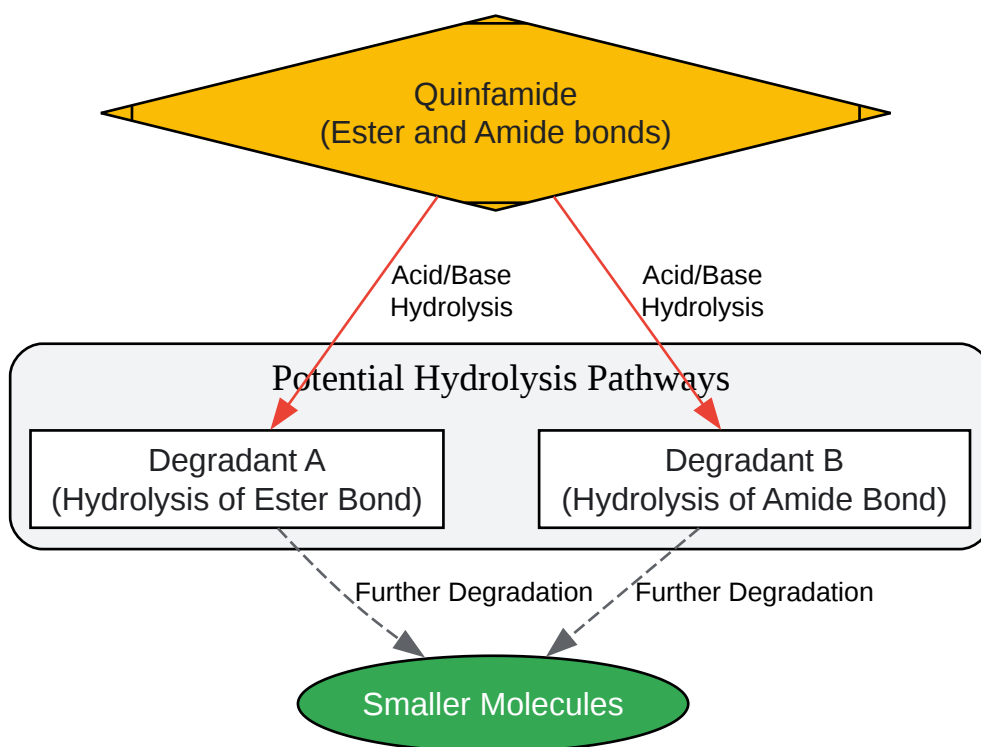 Quinfamide
(Ester and Amide bonds)
Acid/Base
Hydrolysis
Acid/Base
Hydrolysis
Potential Hydrolysis Pathways
Degradant A
(Hydrolysis of Ester Bond)
Degradant B
(Hydrolysis of Amide Bond)
Further Degradation
Further Degradation
Smaller Molecules